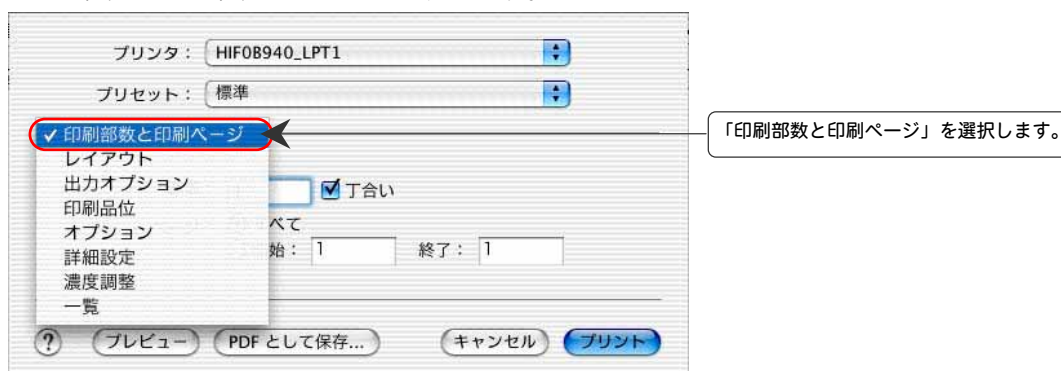 プリンタ： HIF0B940_LPT1
プリセット： 標準
✓ 印刷部数と印刷ページ
「印刷部数と印刷ページ」を選択します。
レイアウト
出力オプション
丁合い
印刷品位
オプション
べて
詳細設定
始： 1 終了： 1
濃度調整
一覧
? プレビュー PDF として保存... キャンセル プリント